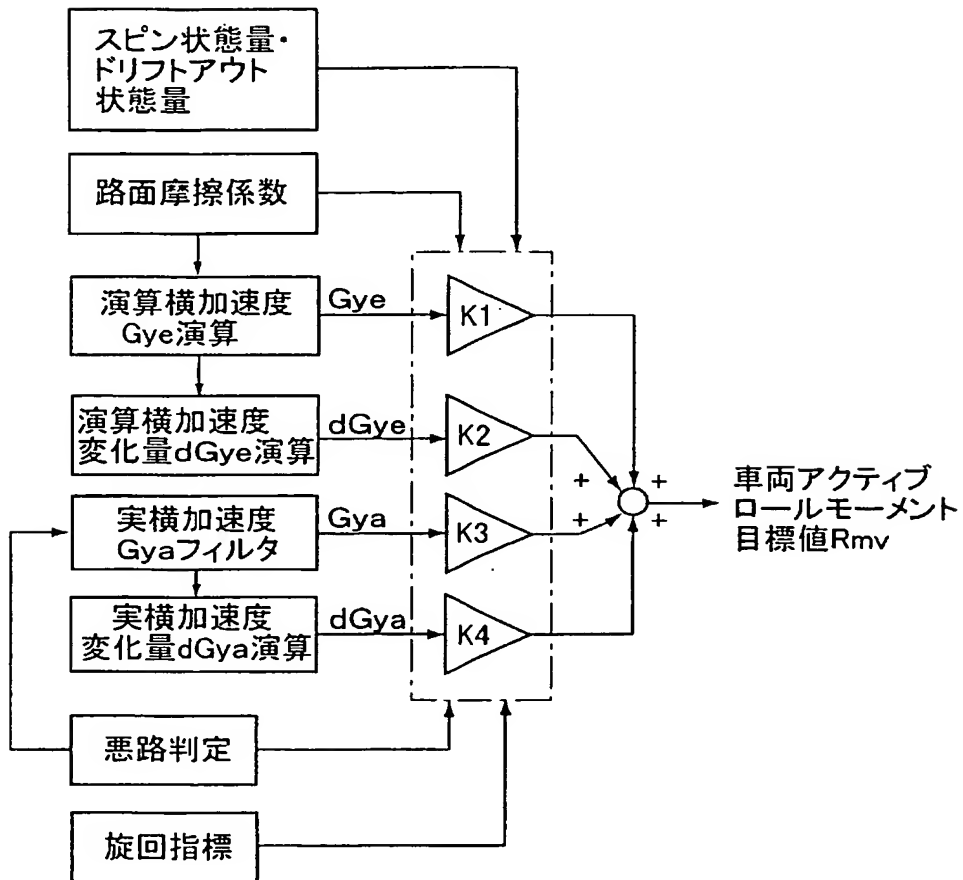 スピン状態量・
ドリフトアウト
状態量
路面摩擦係数
演算横加速度
Gye演算
Gye
K1
演算横加速度
変化量dGye演算
dGye
K2
実横加速度
Gyaフィルタ
Gya
K3
実横加速度
変化量dGya演算
dGya
K4
+ +
+ +
車両アクティブ
ロールモーメント
目標値Rmv
悪路判定
旋回指標